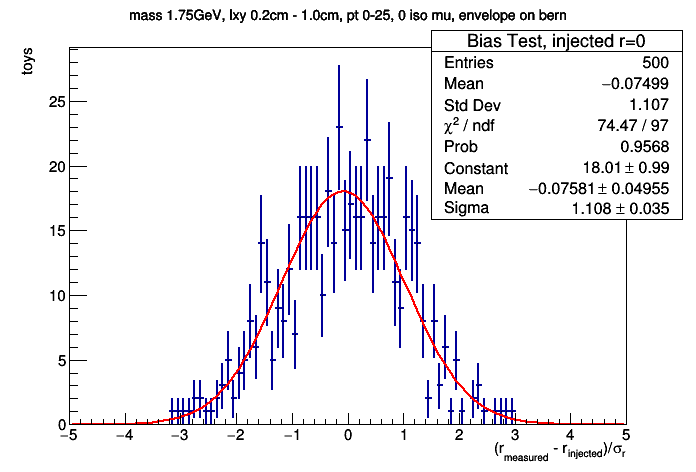 mass 1.75GeV, lxy 0.2cm - 1.0cm, pt 0-25, 0 iso mu, envelope on bern
Bias Test, injected r=0
Entries 500
Mean −0.07499
Std Dev 1.107
χ² / ndf 74.47 / 97
Prob 0.9568
Constant 18.01 ± 0.99
Mean −0.07581 ± 0.04955
Sigma 1.108 ± 0.035
toys
25
20
15
10
5
0
−5 −4 −3 −2 −1 0 1 2 3 4 5
(r_measured - r_injected)/σ_r